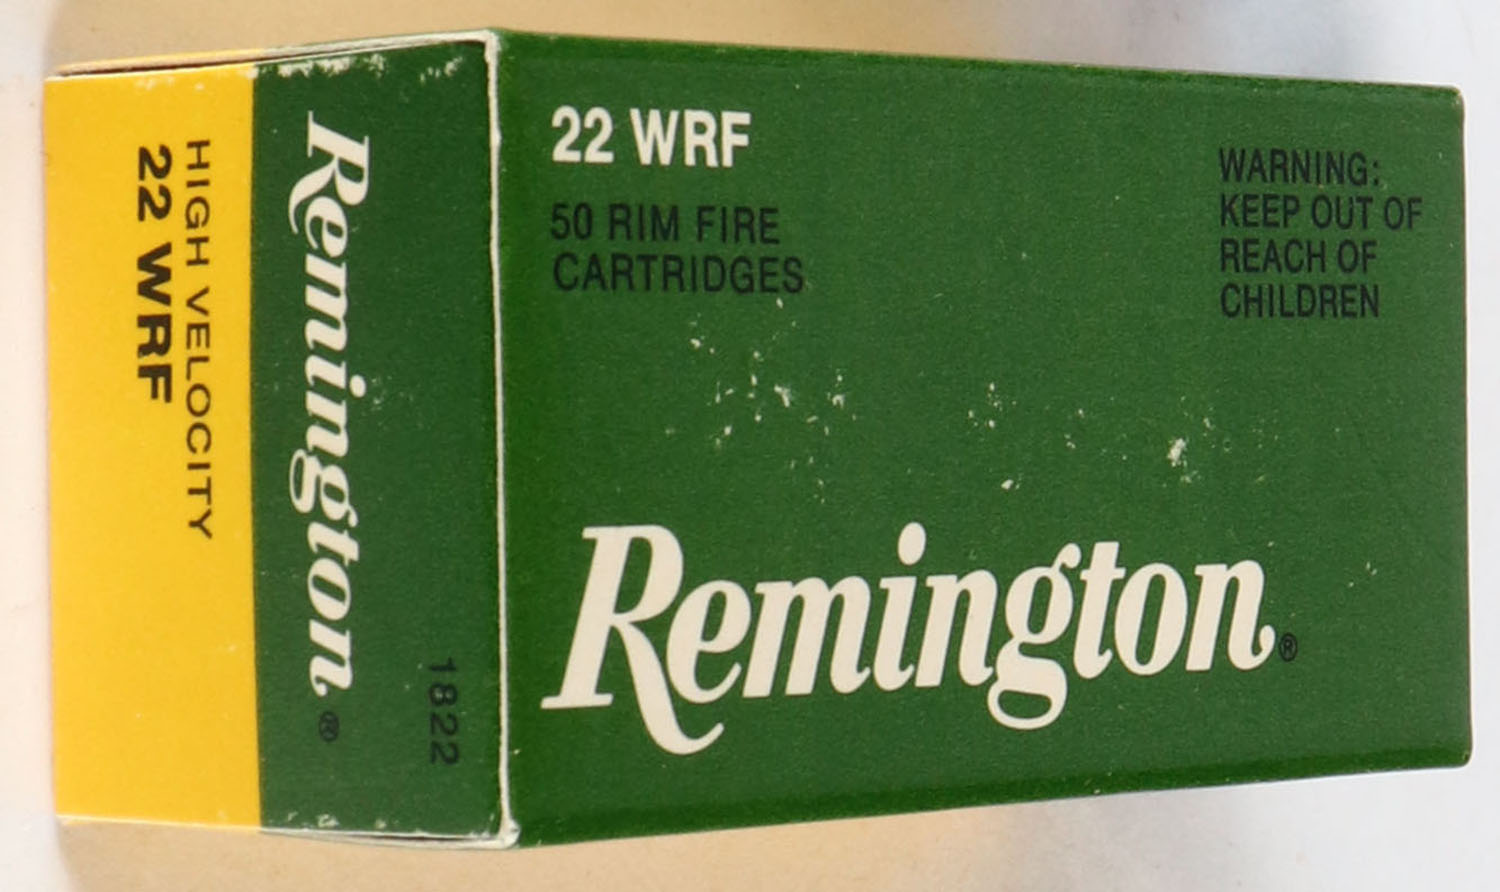 HIGH VELOCITY
22 WRF
Remington®
1822
22 WRF
50 RIM FIRE
CARTRIDGES
WARNING:
KEEP OUT OF
REACH OF
CHILDREN
Remington®